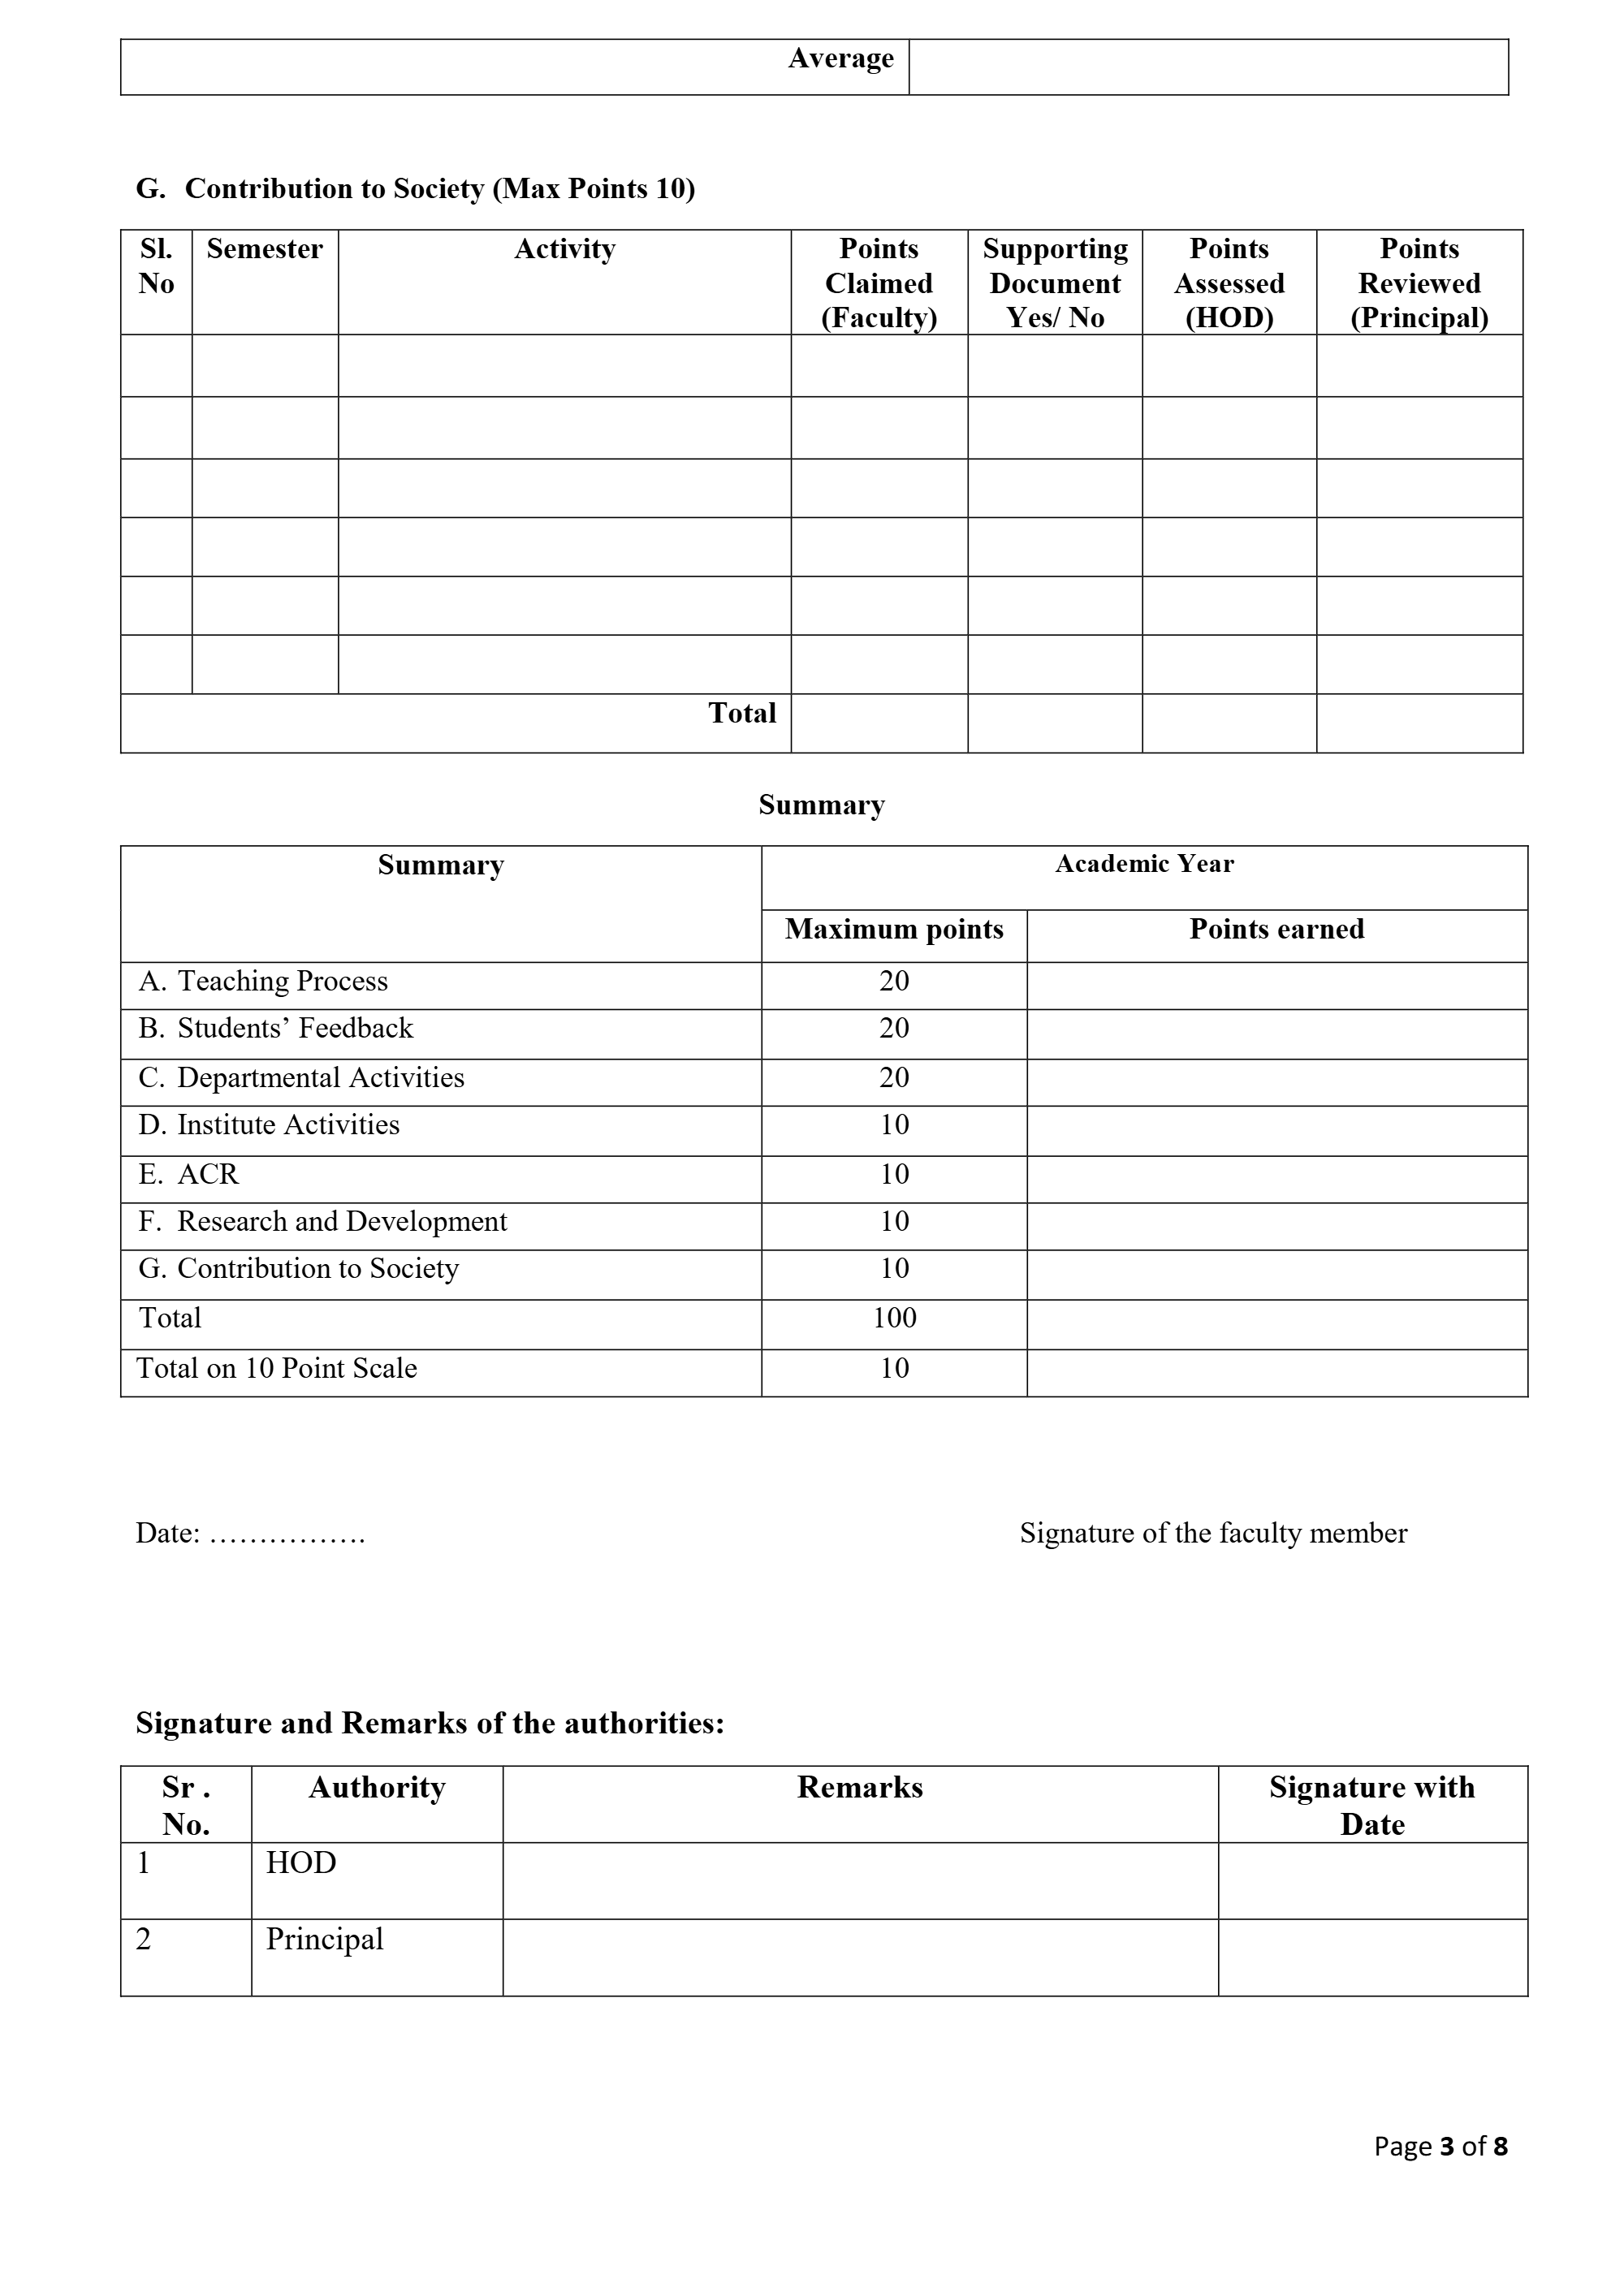 Average
G. Contribution to Society (Max Points 10)
Sl. No Semester Activity Points Claimed (Faculty) Supporting Document Yes/ No Points Assessed (HOD) Points Reviewed (Principal)
Total
Summary
Summary Academic Year
Maximum points Points earned
A. Teaching Process 20
B. Students’ Feedback 20
C. Departmental Activities 20
D. Institute Activities 10
E. ACR 10
F. Research and Development 10
G. Contribution to Society 10
Total 100
Total on 10 Point Scale 10
Date: ................ Signature of the faculty member
Signature and Remarks of the authorities:
Sr . No. Authority Remarks Signature with Date
1 HOD
2 Principal
Page 3 of 8